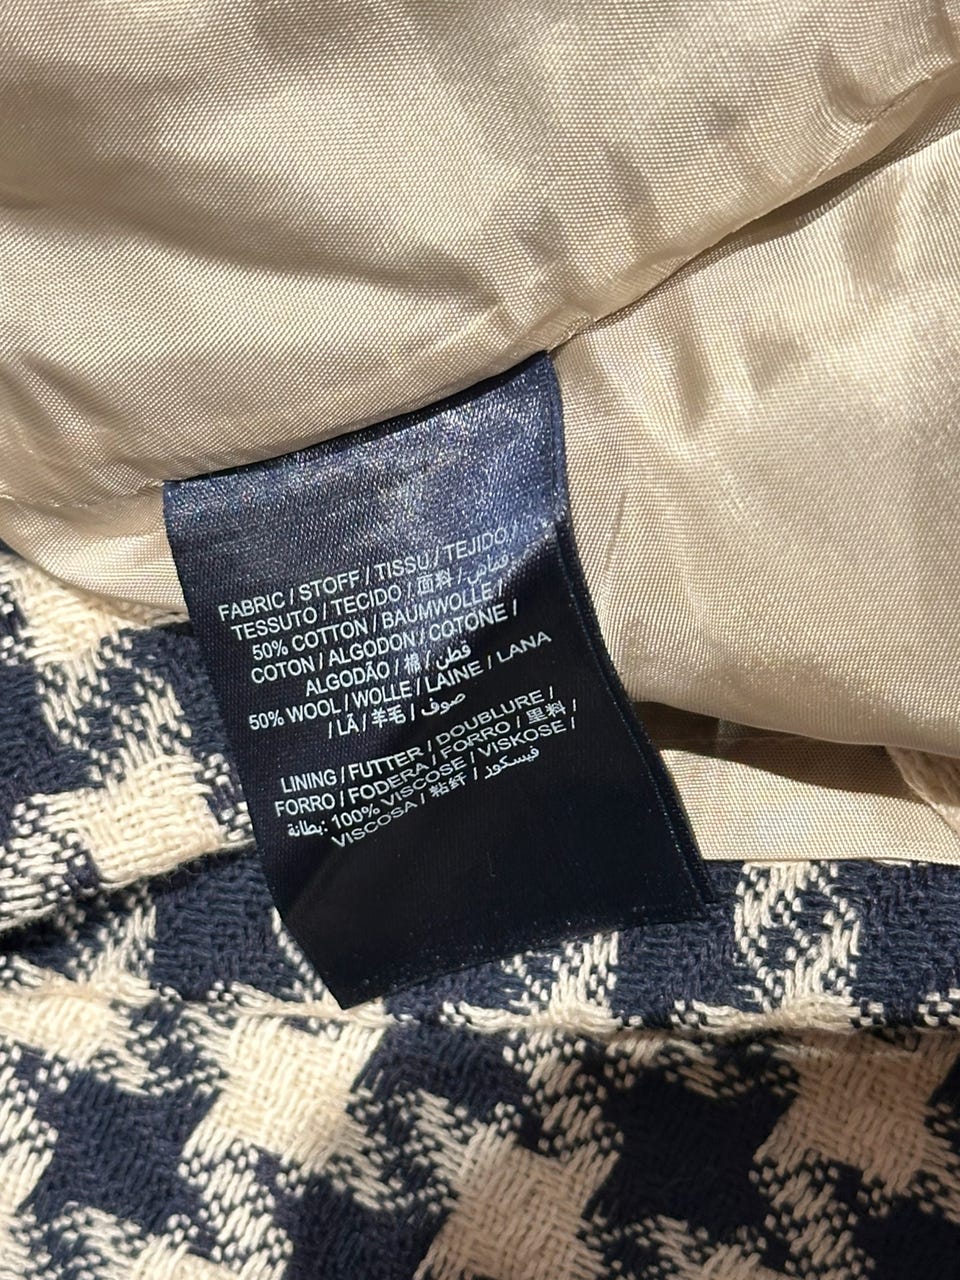 FABRIC / STOFF / TISSU / TEJIDO /
TESSUTO / TECIDO / 面料 / قماش
50% COTTON / BAUMWOLLE /
COTON / ALGODON / COTONE /
ALGODÃO / 棉 / قطن
50% WOOL / WOLLE / LAINE / LANA
/ LÃ / 羊毛 / صوف
LINING / FUTTER / DOUBLURE /
FORRO / FODERA / FORRO / 里料 /
بطانة: 100% VISCOSE / VISKOSE /
VISCOSA / 粘纤 / فيسكوز